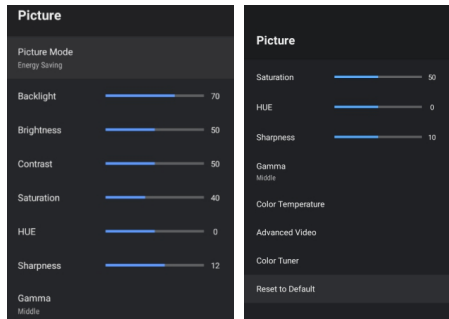 Picture
Picture Mode
Energy Saving
Backlight 70
Brightness 50
Contrast 50
Saturation 40
HUE 0
Sharpness 12
Gamma
Middle
Picture
Saturation 50
HUE 0
Sharpness 10
Gamma
Middle
Color Temperature
Advanced Video
Color Tuner
Reset to Default